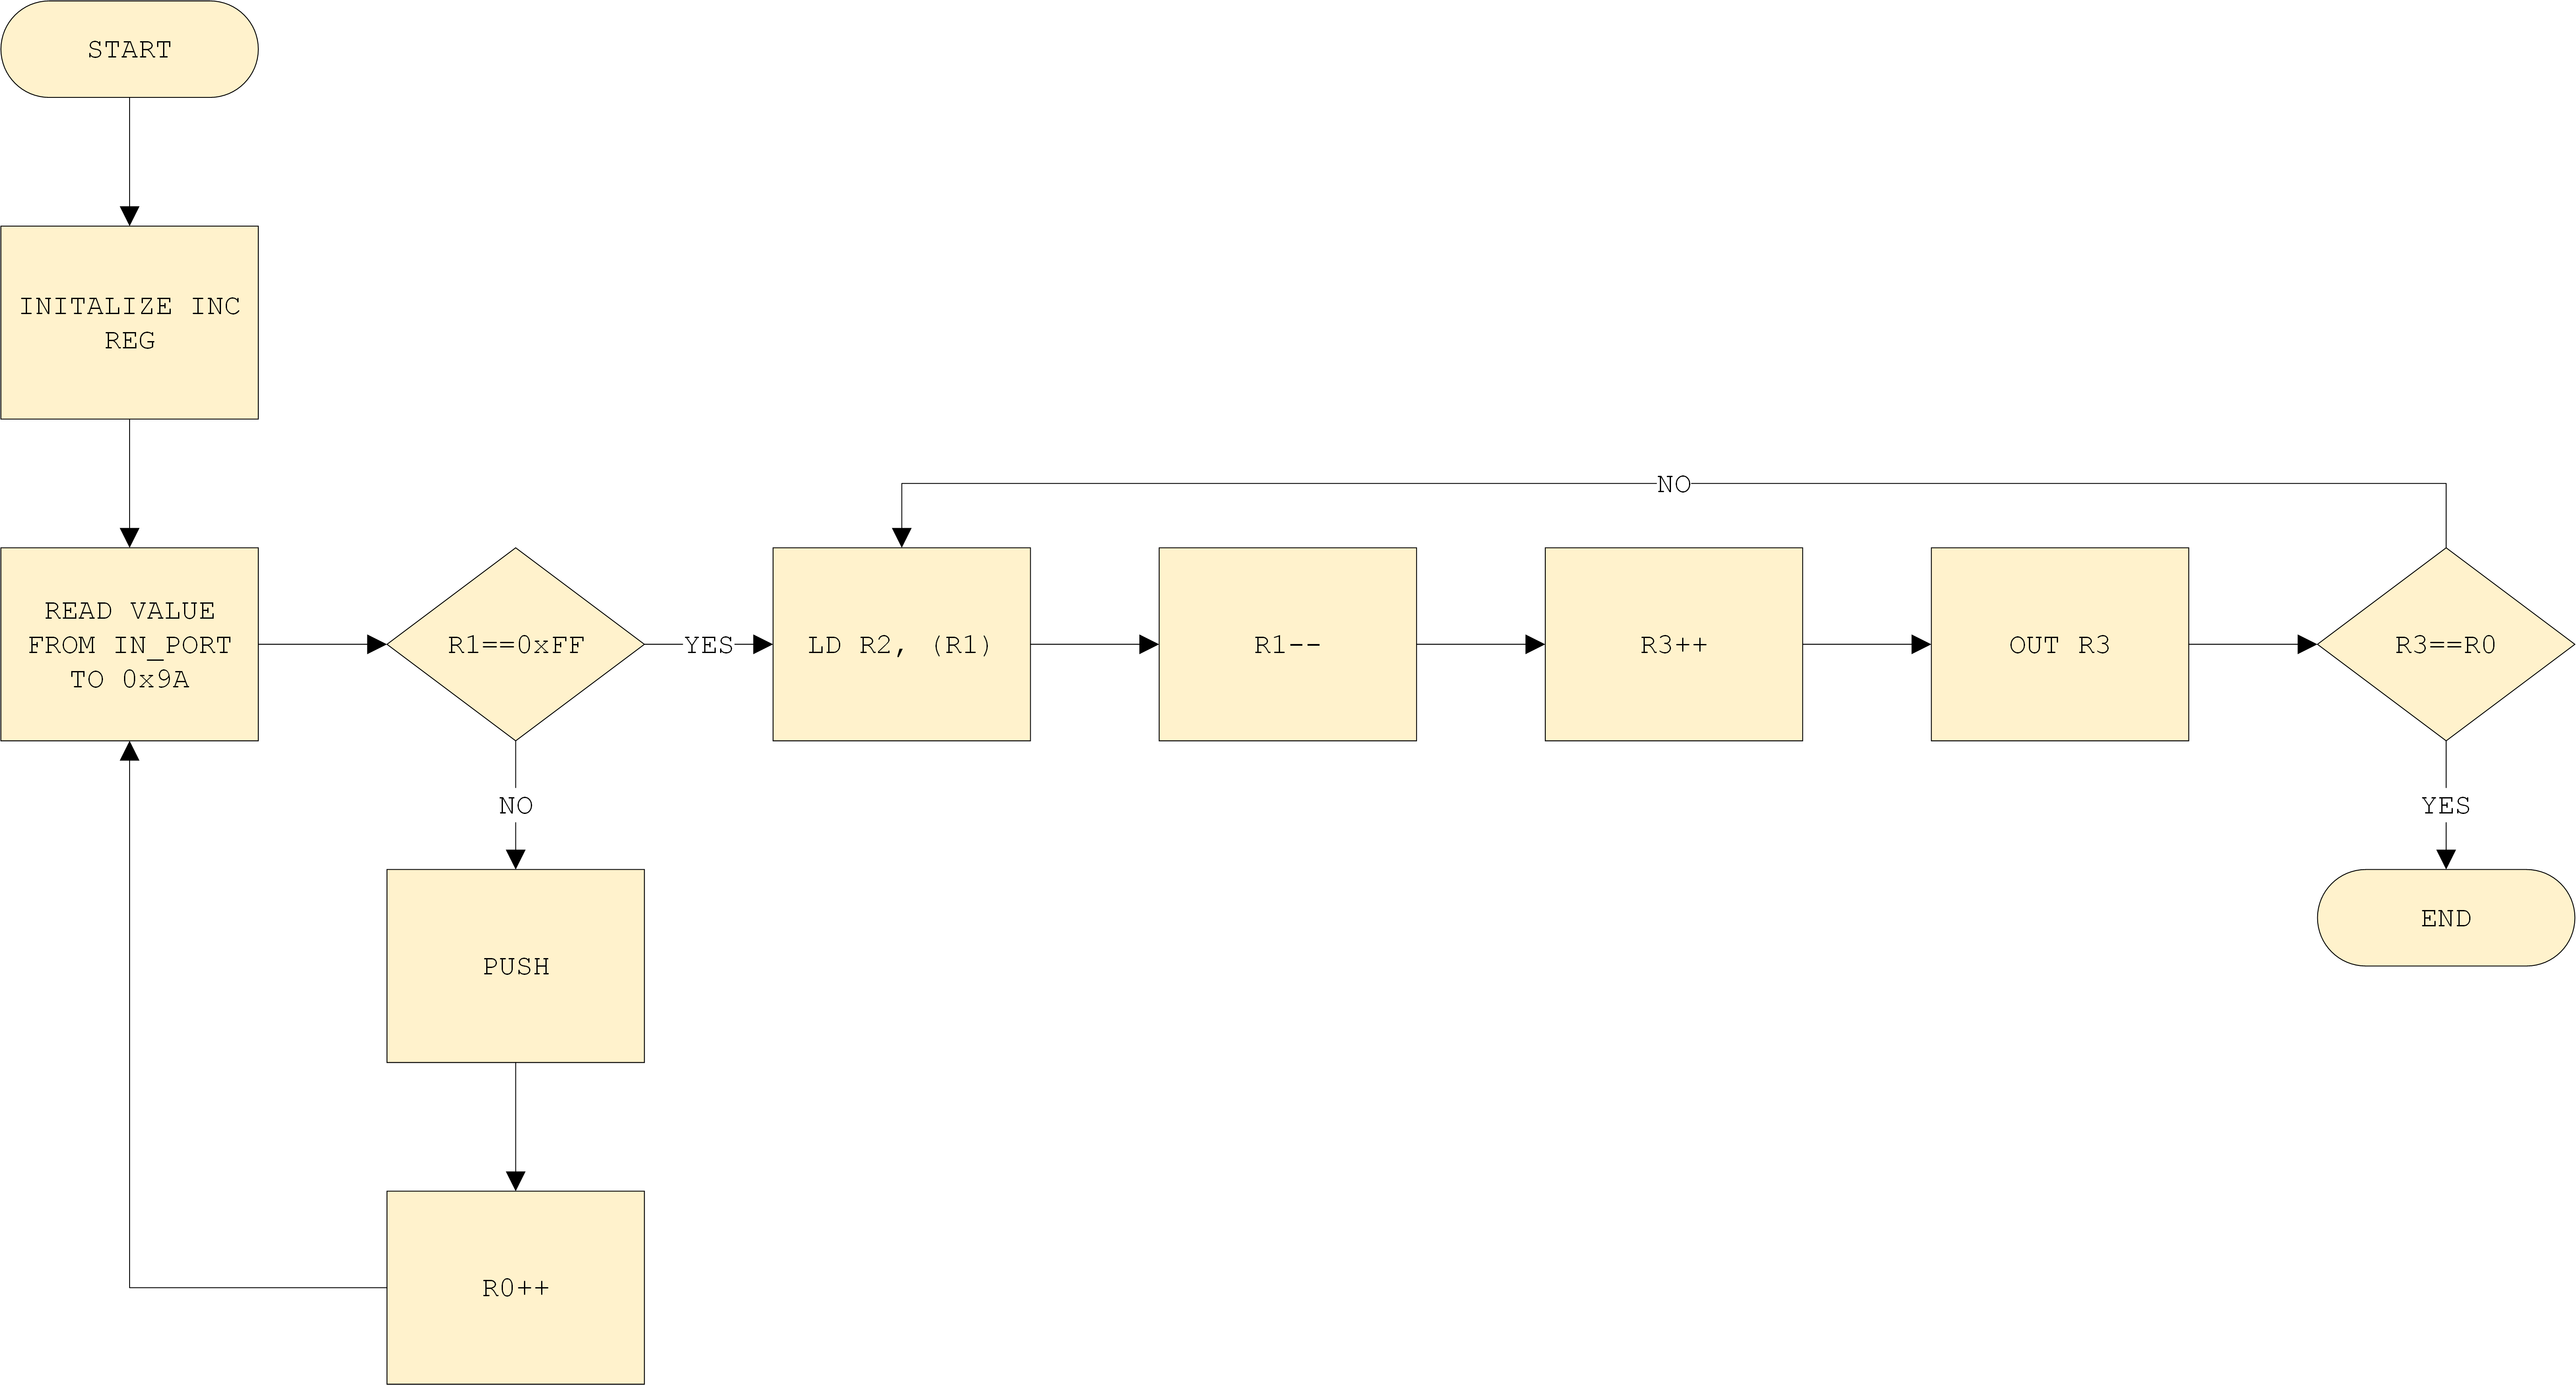 START
INITALIZE INC
REG
READ VALUE
FROM IN_PORT
TO 0x9A
R1==0xFF
YES
NO
PUSH
R0++
LD R2, (R1)
R1--
R3++
OUT R3
R3==R0
NO
YES
END